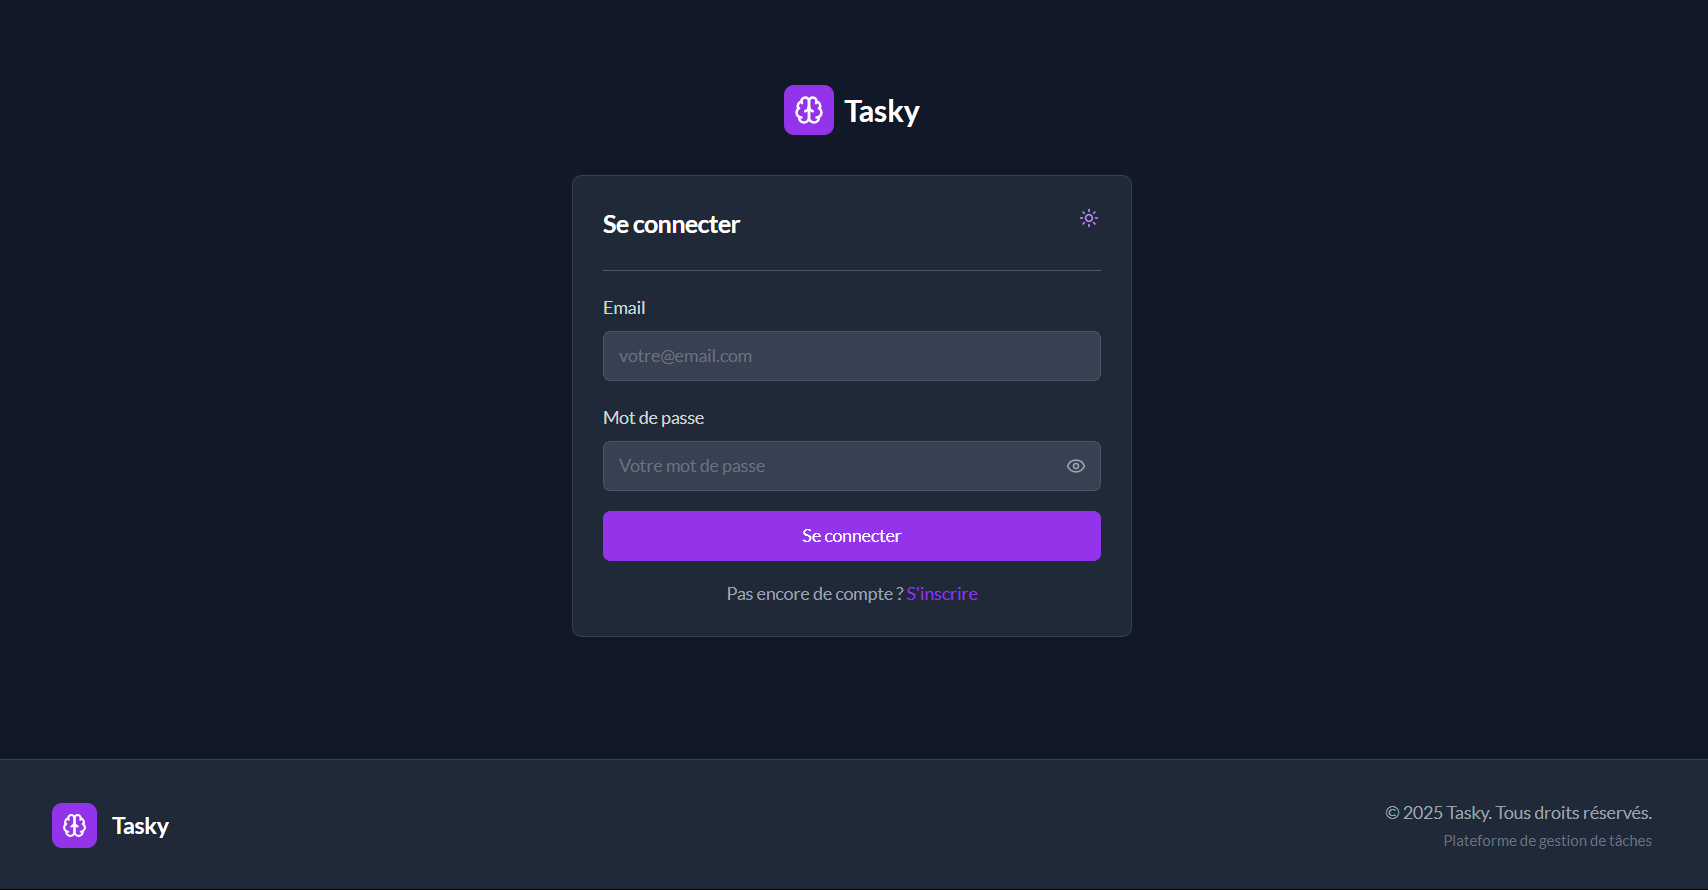 Tasky
Se connecter
Email
votre@email.com
Mot de passe
Votre mot de passe
Se connecter
Pas encore de compte ? S'inscrire
Tasky
© 2025 Tasky. Tous droits réservés.
Plateforme de gestion de tâches